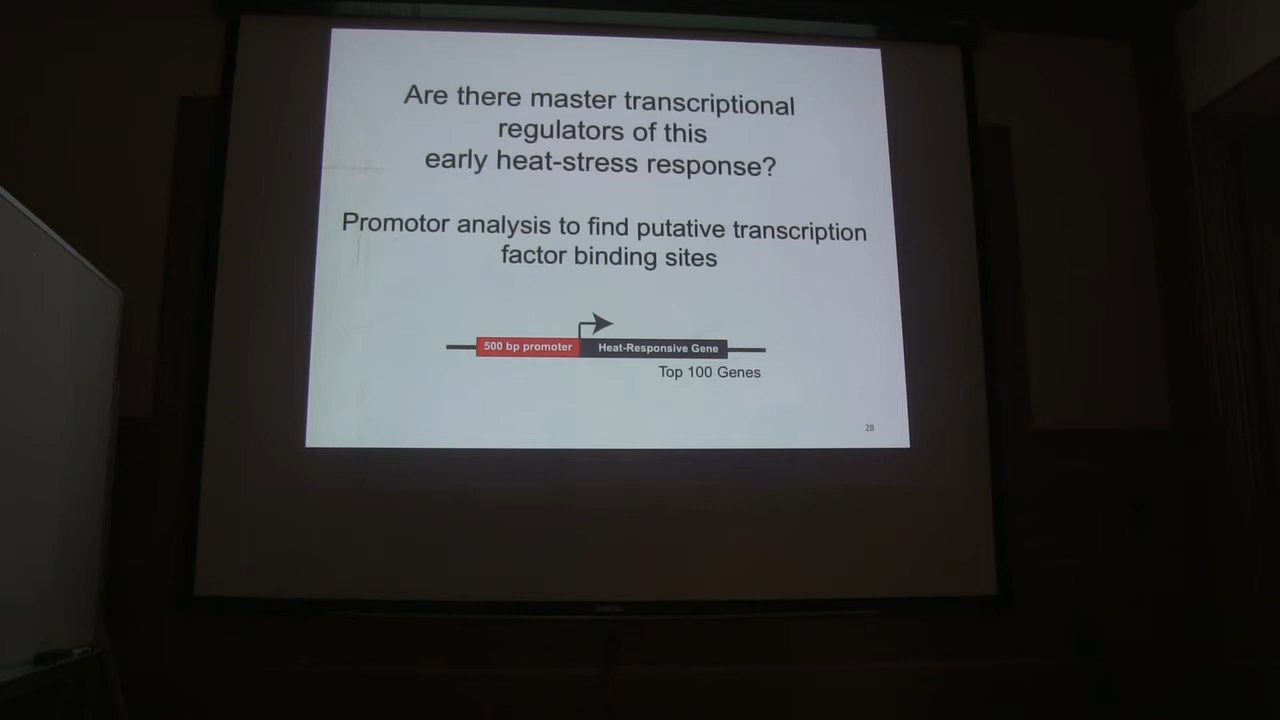 Are there master transcriptional
regulators of this
early heat-stress response?
Promotor analysis to find putative transcription
factor binding sites
500 bp promoter
Heat-Responsive Gene
Top 100 Genes
28